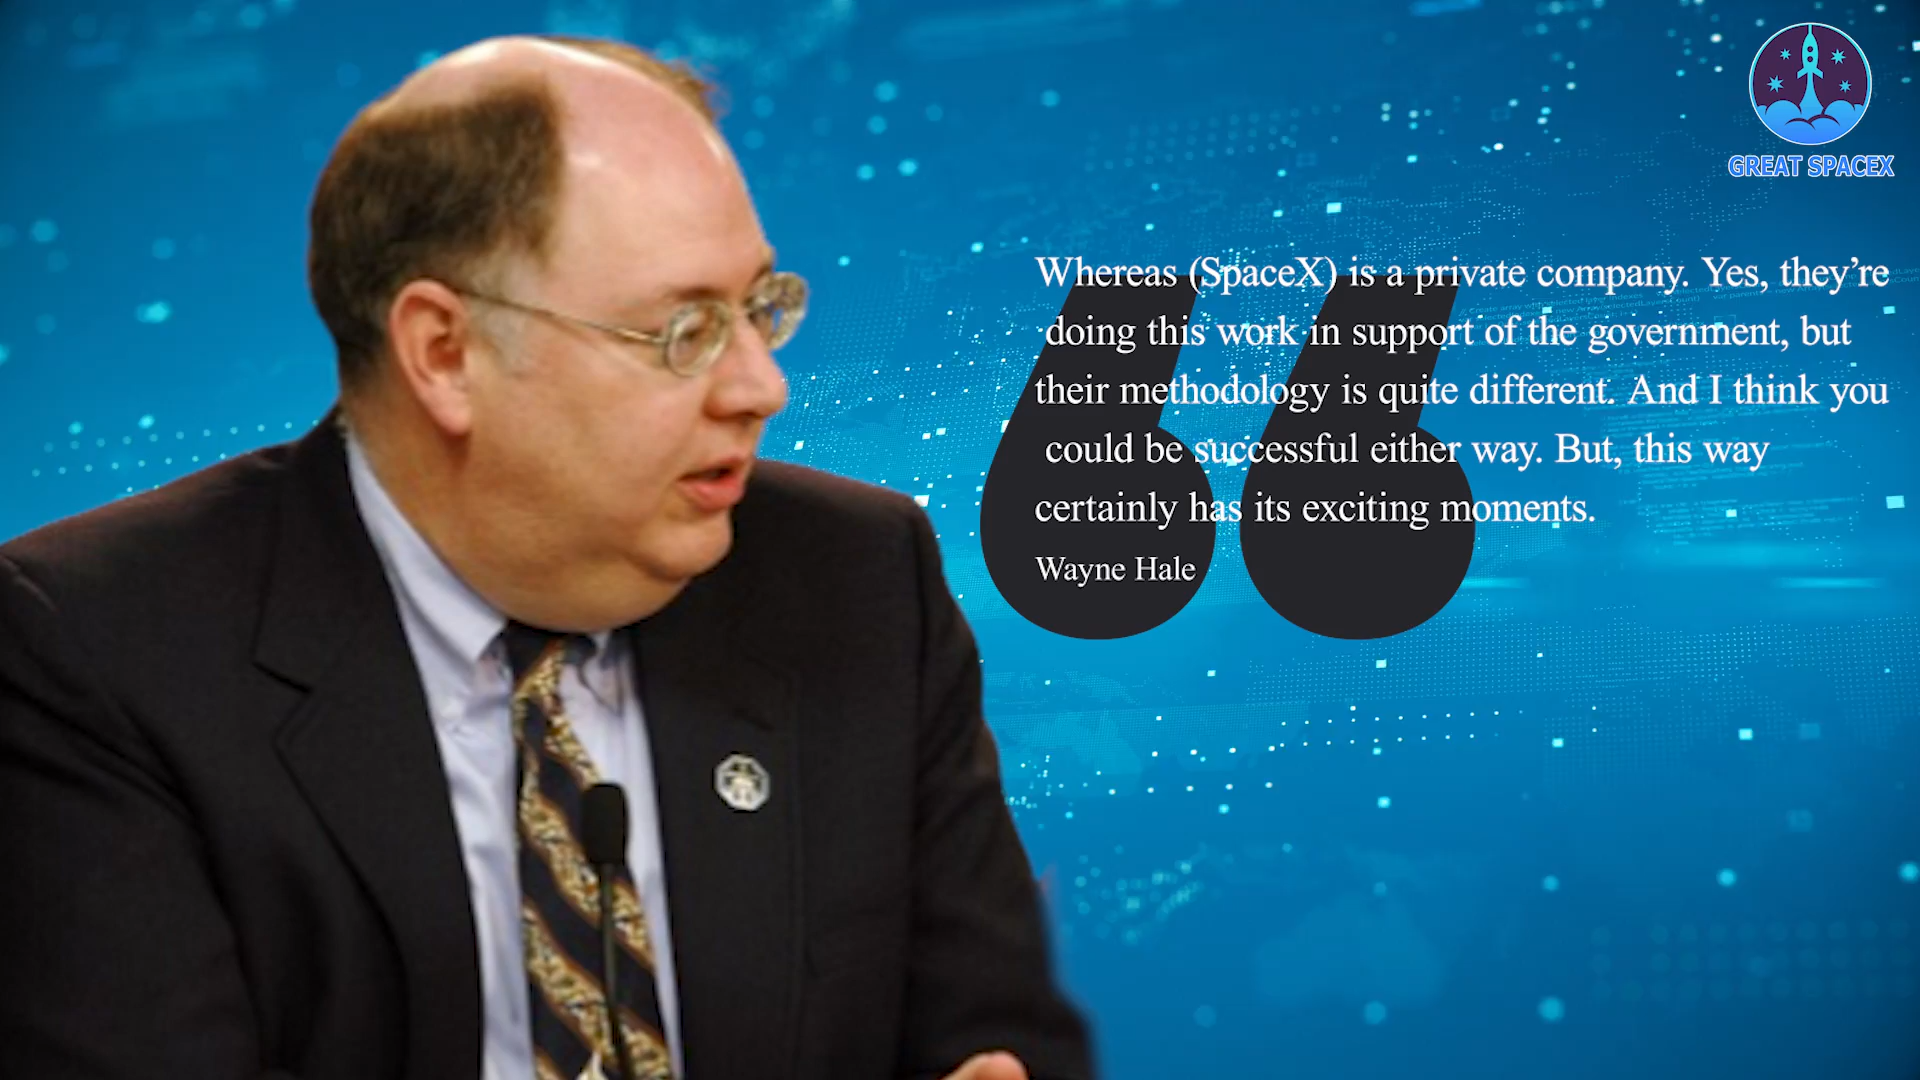 GREAT SPACEX
Whereas (SpaceX) is a private company. Yes, they’re
doing this work in support of the government, but
their methodology is quite different. And I think you
could be successful either way. But, this way
certainly has its exciting moments.
Wayne Hale